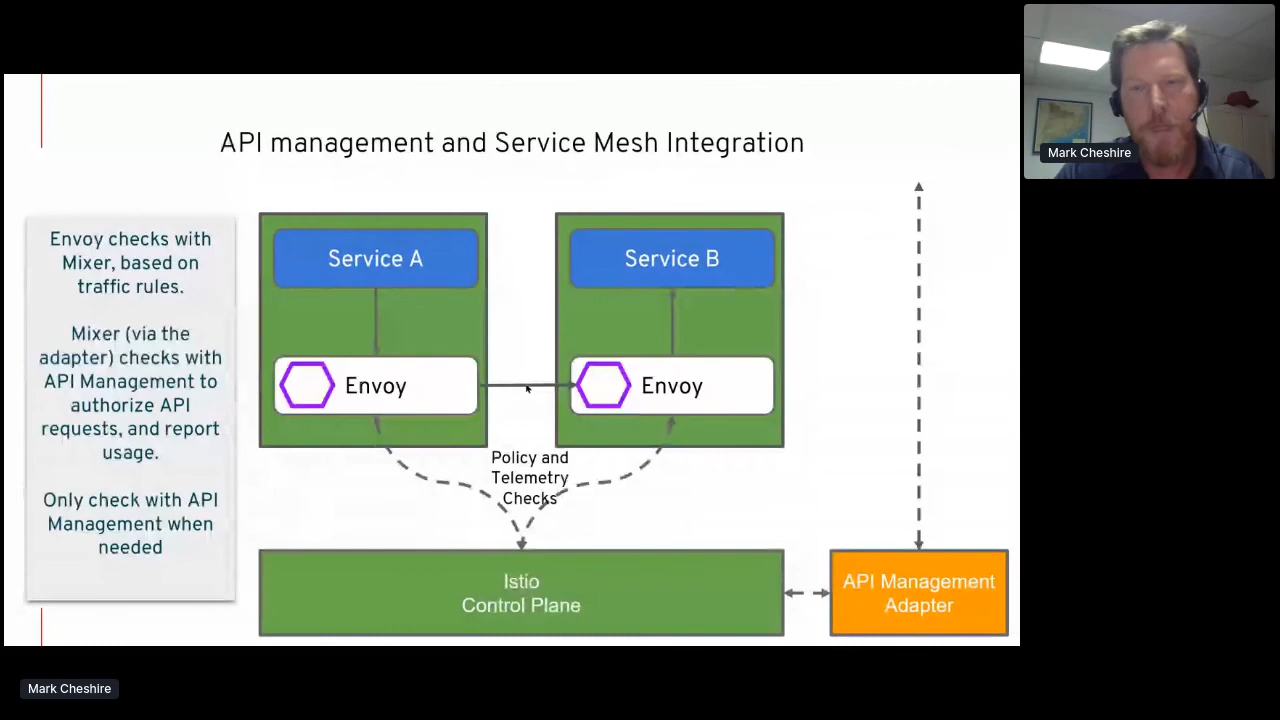 Mark Cheshire
API management and Service Mesh Integration
Envoy checks with
Mixer, based on
traffic rules.
Mixer (via the
adapter) checks with
API Management to
authorize API
requests, and report
usage.
Only check with API
Management when
needed
Service A
Service B
Envoy
Envoy
Policy and
Telemetry
Checks
Istio
Control Plane
API Management
Adapter
Mark Cheshire